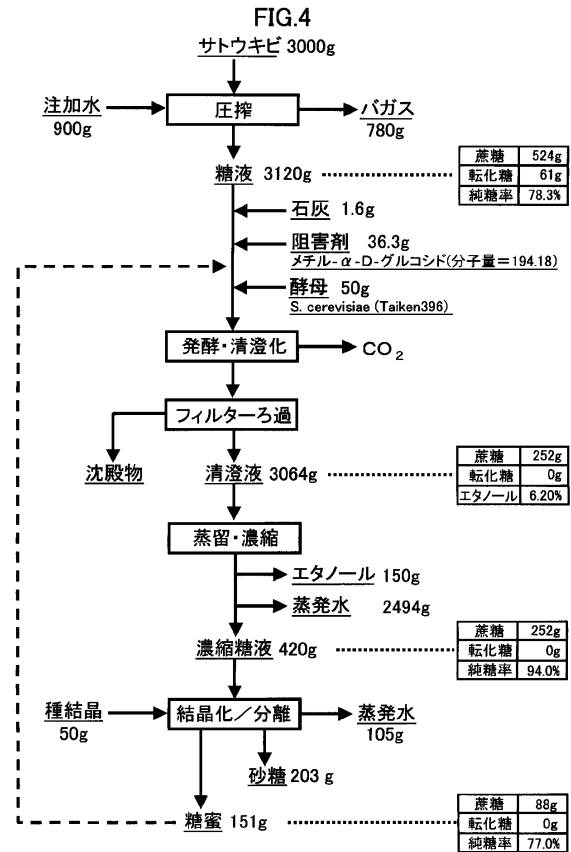 FIG.4
サトウキビ 3000g
注加水
900g
圧搾
バガス
780g
糖液 3120g
蔗糖 524g
転化糖 61g
純糖率 78.3%
石灰 1.6g
阻害剤 36.3g
メチル-α-D-グルコシド(分子量=194.18)
酵母 50g
S. cerevisiae (Taiken396)
発酵・清澄化
CO2
フィルターろ過
沈殿物
清澄液 3064g
蔗糖 252g
転化糖 0g
エタノール 6.20%
蒸留・濃縮
エタノール 150g
蒸発水 2494g
濃縮糖液 420g
蔗糖 252g
転化糖 0g
純糖率 94.0%
種結晶
50g
結晶化/分離
蒸発水
105g
砂糖 203 g
糖蜜 151g
蔗糖 88g
転化糖 0g
純糖率 77.0%